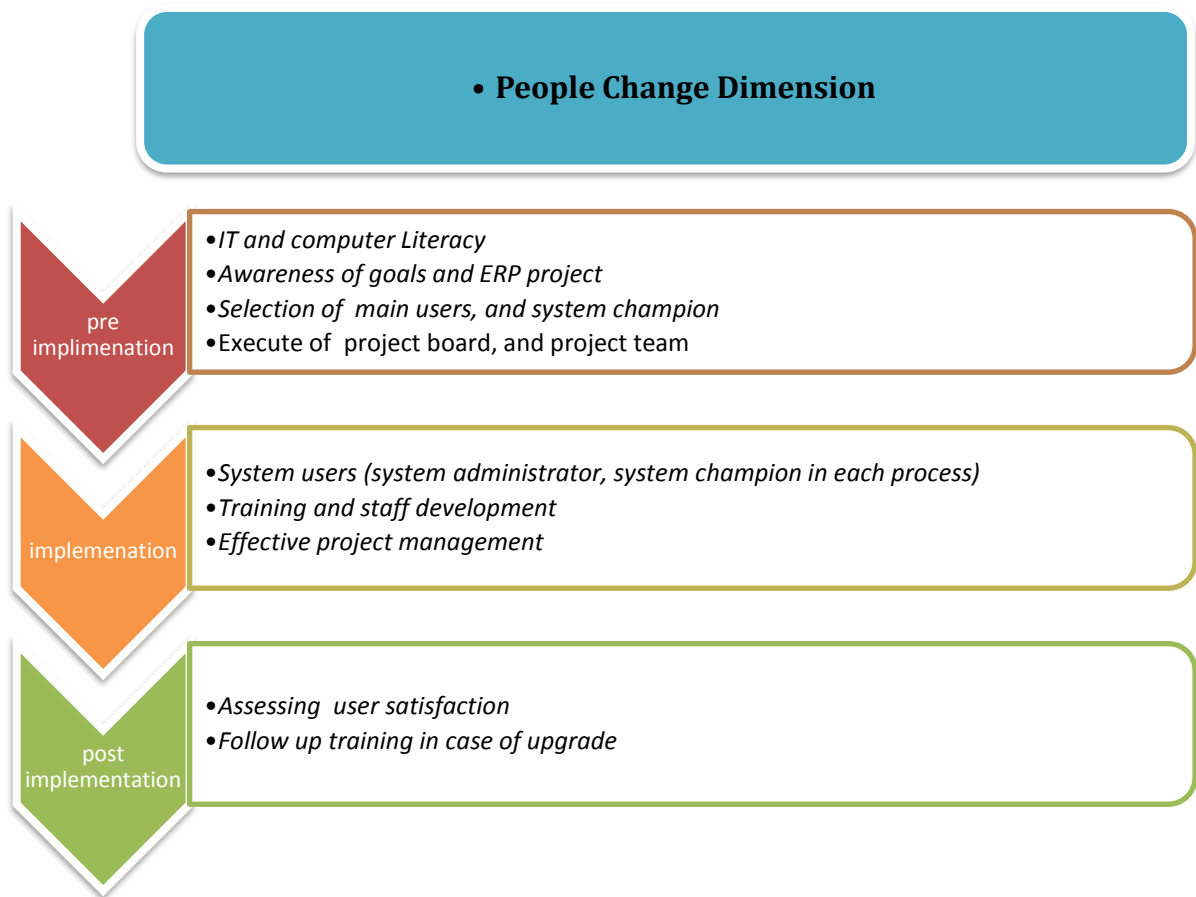 • People Change Dimension
pre
implimenation
•IT and computer Literacy
•Awareness of goals and ERP project
•Selection of  main users, and system champion
•Execute of  project board, and project team
implemenation
•System users (system administrator, system champion in each process)
•Training and staff development
•Effective project management
post
implementation
•Assessing  user satisfaction
•Follow up training in case of upgrade